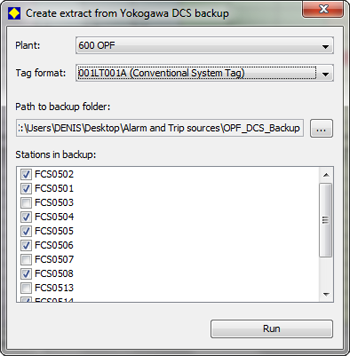 Create extract from Yokogawa DCS backup
Plant: 600 OPF
Tag format: 001LT001A (Conventional System Tag)
Path to backup folder:
:\Users\DENIS\Desktop\Alarm and Trip sources\OPF_DCS_Backup ...
Stations in backup:
FCS0502
FCS0501
FCS0503
FCS0504
FCS0505
FCS0506
FCS0507
FCS0508
FCS0513
FCS0514
Run